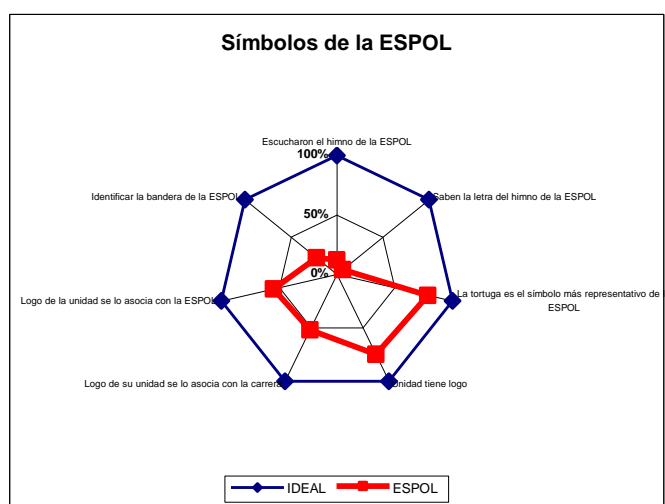 Símbolos de la ESPOL
Escucharon el himno de la ESPOL
100%
Identificar la bandera de la ESPOL
Saben la letra del himno de la ESPOL
50%
0%
Logo de la unidad se lo asocia con la ESPOL
La tortuga es el símbolo más representativo de l
ESPOL
Logo de su unidad se lo asocia con la carrera
Unidad tiene logo
IDEAL
ESPOL